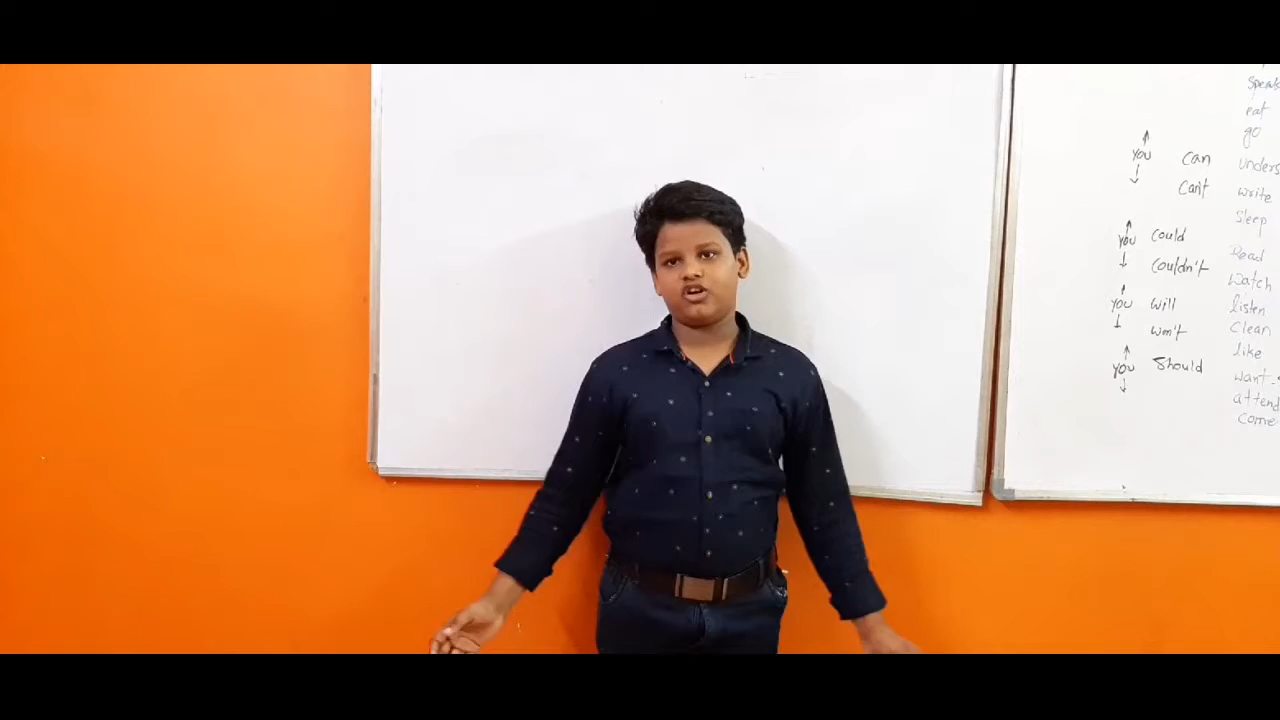 speak
eat
go
YOU Can
Can't
write
Sleep
YOU Could
Couldn't
Read
Watch
YOU Will
Won't
listen
Clean
YOU Should
like
want
attend
come